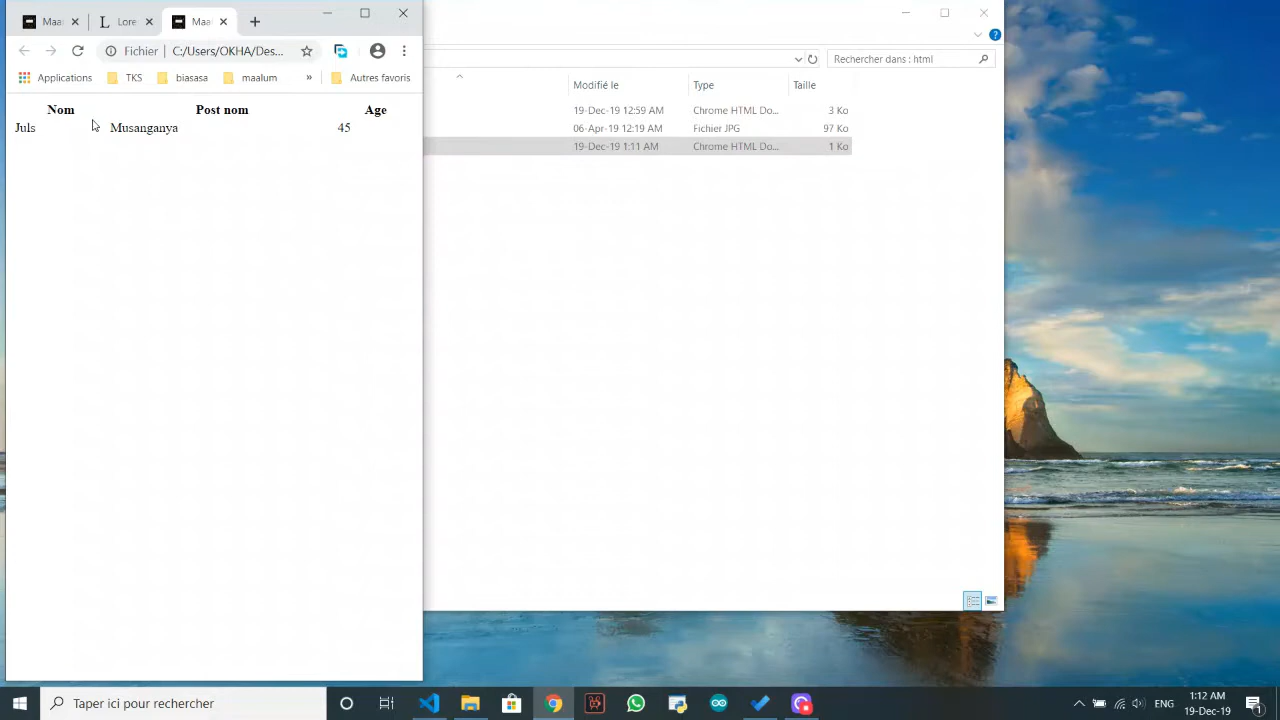 Maa
Lore
Maa
Fichier
C:/Users/OKHA/Des...
Applications
TKS
biasasa
maalum
»
Autres favoris
Nom Post nom Age
Juls Musanganya 45
Rechercher dans : html
Modifié le Type Taille
19-Dec-19 12:59 AM Chrome HTML Do... 3 Ko
06-Apr-19 12:19 AM Fichier JPG 97 Ko
19-Dec-19 1:11 AM Chrome HTML Do... 1 Ko
Taper ici pour rechercher
ENG
1:12 AM
19-Dec-19